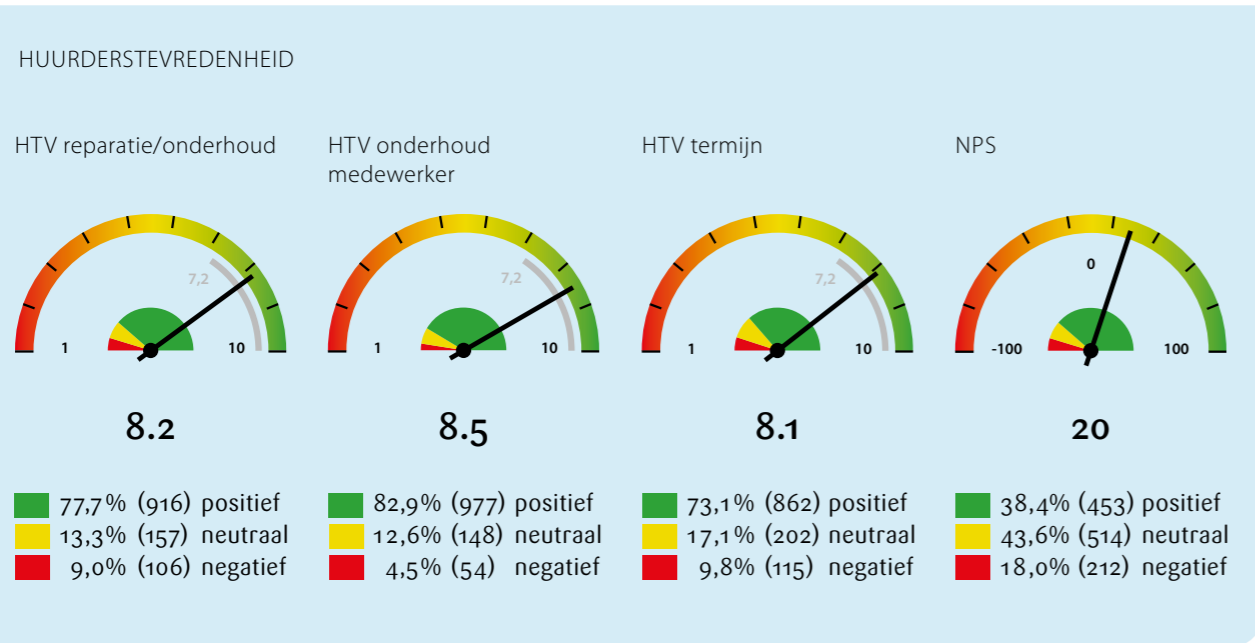 HUURDERSTEVREDENHEID
HTV reparatie/onderhoud
7,2
1
10
8.2
77,7% (916) positief
13,3% (157) neutraal
9,0% (106) negatief
HTV onderhoud
medewerker
7,2
1
10
8.5
82,9% (977) positief
12,6% (148) neutraal
4,5% (54) negatief
HTV termijn
7,2
1
10
8.1
73,1% (862) positief
17,1% (202) neutraal
9,8% (115) negatief
NPS
0
-100
100
20
38,4% (453) positief
43,6% (514) neutraal
18,0% (212) negatief